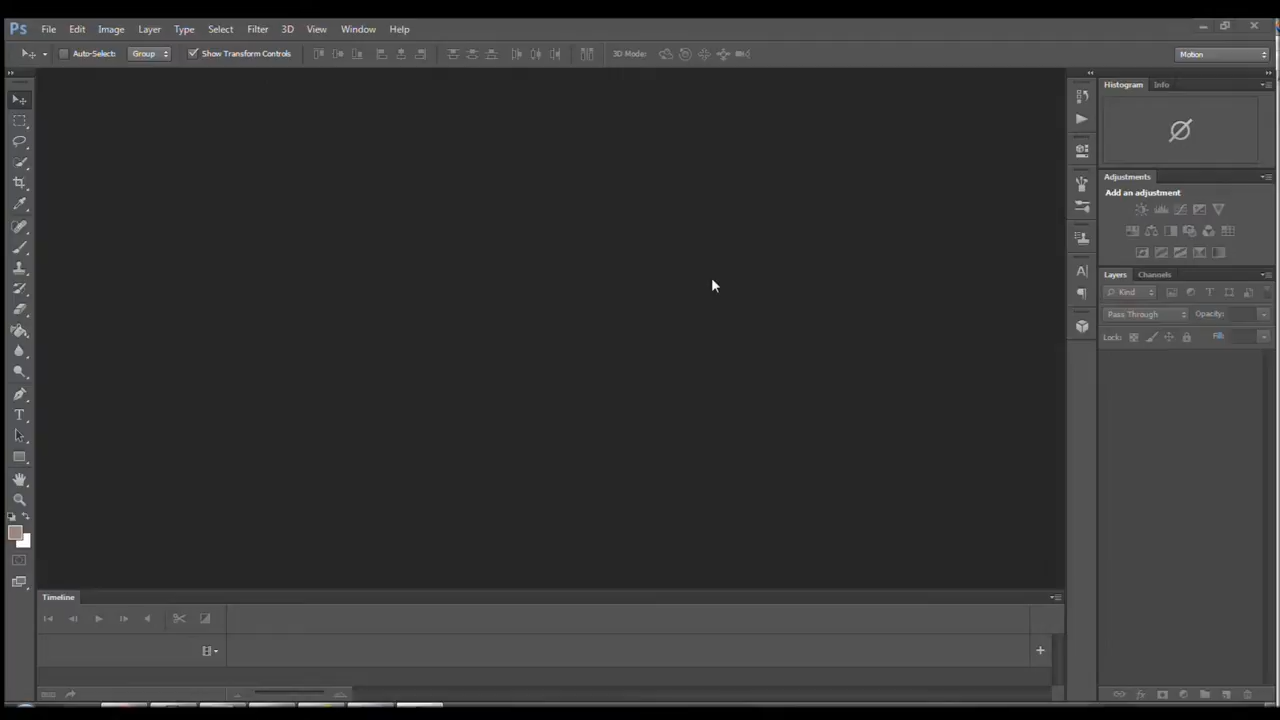 Ps File Edit Image Layer Type Select Filter 3D View Window Help
Auto-Select: Group Show Transform Controls 3D Mode: Motion
Histogram Info
Adjustments
Add an adjustment
Layers Channels
Kind T
Pass Through Opacity:
Lock: Fill:
A
T
Timeline